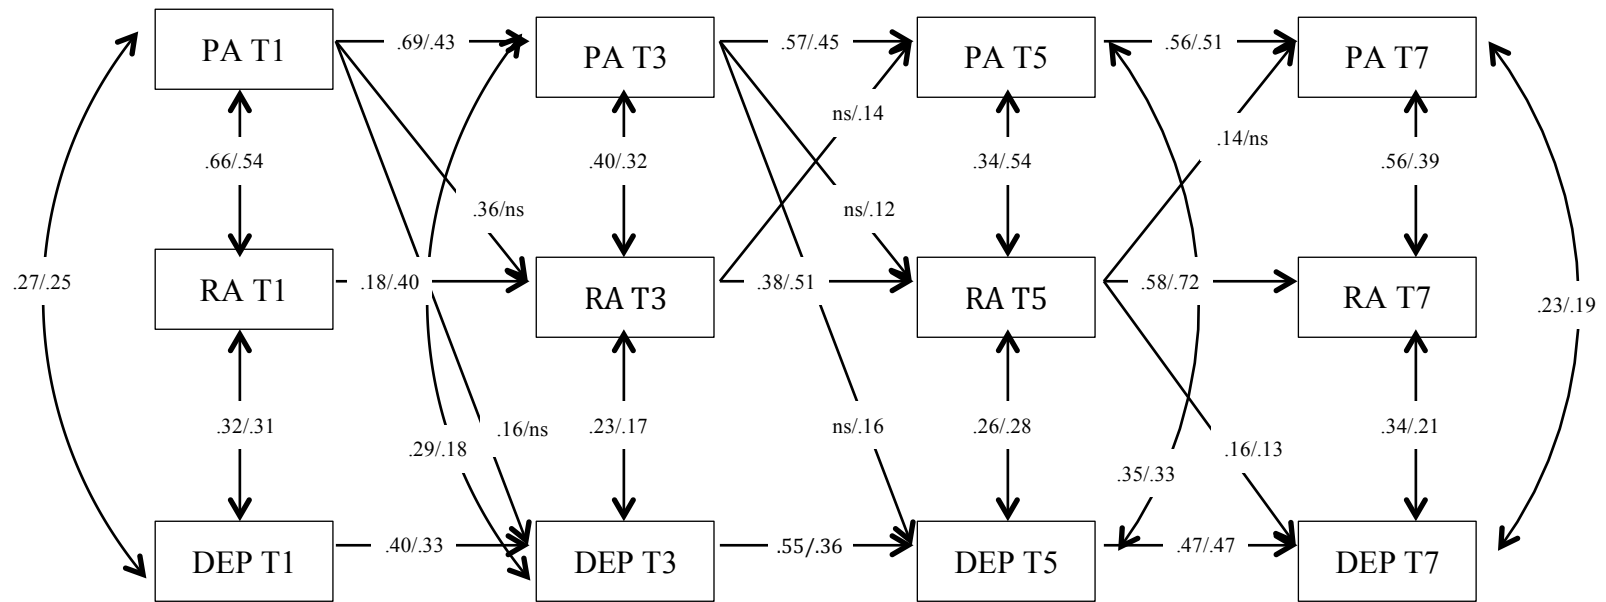 PA T1
.69/.43
PA T3
.57/.45
PA T5
.56/.51
PA T7
ns/.14
.14/ns
.66/.54
.40/.32
.34/.54
.56/.39
.36/ns
ns/.12
.27/.25
RA T1
.18/.40
RA T3
.38/.51
RA T5
.58/.72
RA T7
.23/.19
.32/.31
.29/.18
.16/ns
.23/.17
ns/.16
.26/.28
.35/.33
.16/.13
.34/.21
DEP T1
.40/.33
DEP T3
.55/.36
DEP T5
.47/.47
DEP T7